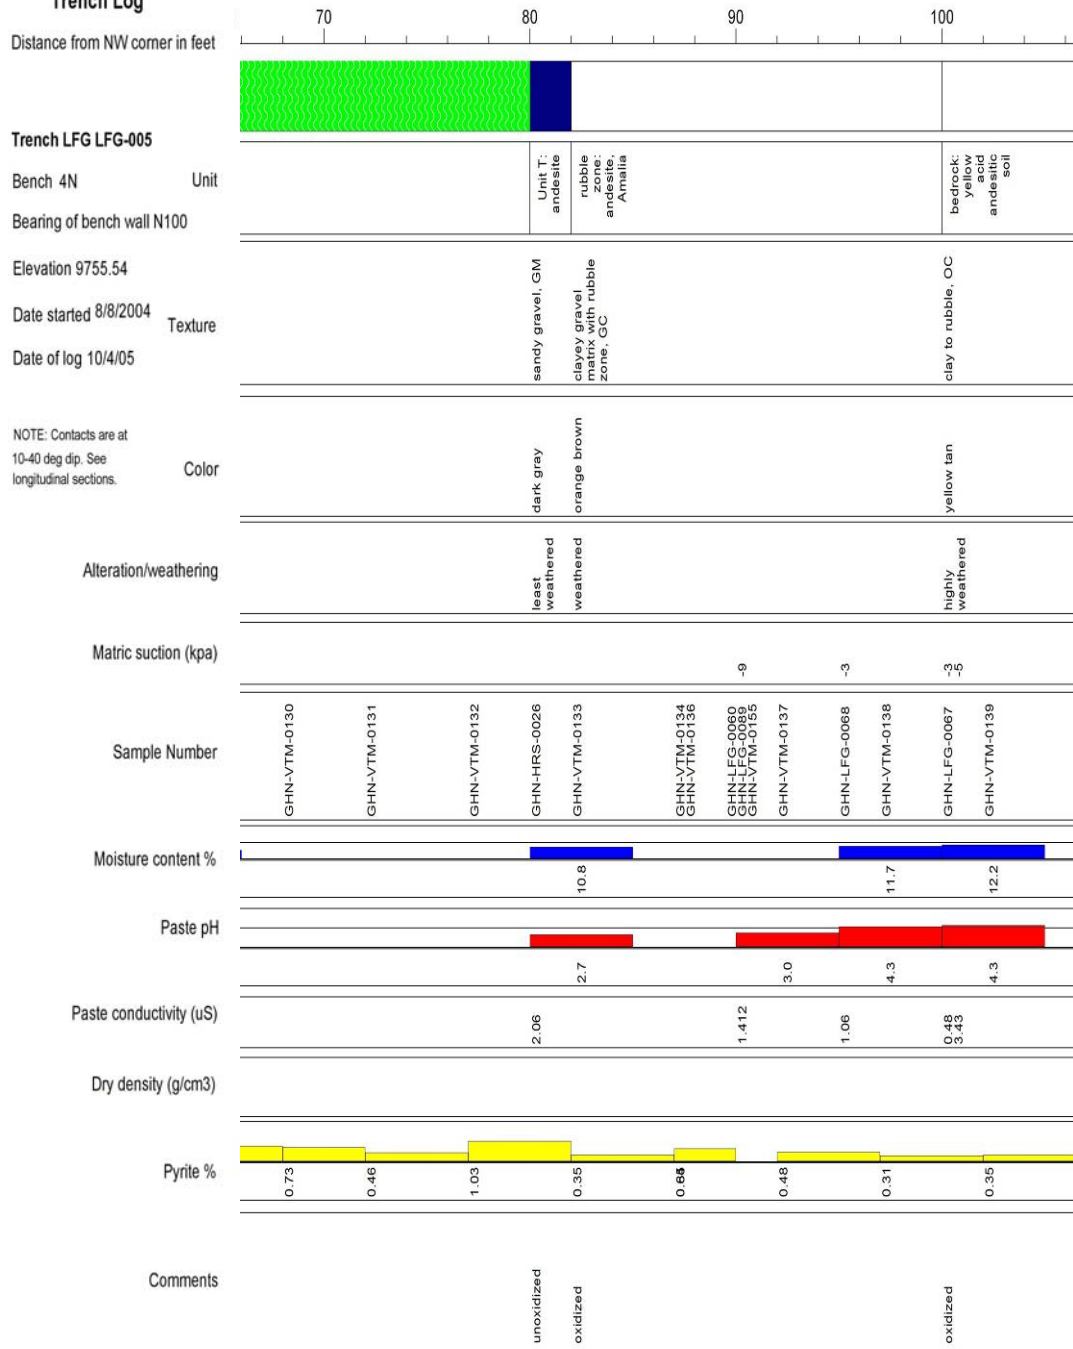 Trench Log
70 80 90 100
Distance from NW corner in feet
Trench LFG LFG-005
Bench 4N
Unit
Bearing of bench wall N100
Unit T:
andesite
rubble
zone:
andesite,
Amalia
bedrock:
yellow
acid
andesitic
soil
Elevation 9755.54
Date started 8/8/2004
Texture
Date of log 10/4/05
sandy gravel, GM
clayey gravel
matrix with rubble
zone, GC
clay to rubble, OC
NOTE: Contacts are at
10-40 deg dip. See
longitudinal sections.
Color
dark gray
orange brown
yellow tan
Alteration/weathering
least
weathered
weathered
highly
weathered
Matric suction (kpa)
-9
-3
-3
-5
Sample Number
GHN-VTM-0130
GHN-VTM-0131
GHN-VTM-0132
GHN-HRS-0026
GHN-VTM-0133
GHN-VTM-0134
GHN-VTM-0136
GHN-LFG-0060
GHN-LFG-0089
GHN-VTM-0155
GHN-VTM-0137
GHN-LFG-0068
GHN-VTM-0138
GHN-LFG-0067
GHN-VTM-0139
Moisture content %
10.8
11.7
12.2
Paste pH
2.7
3.0
4.3
4.3
Paste conductivity (uS)
2.06
1.412
1.06
0.48
3.43
Dry density (g/cm3)
Pyrite %
0.73
0.46
1.03
0.35
0.48
0.31
0.35
Comments
unoxidized
oxidized
oxidized